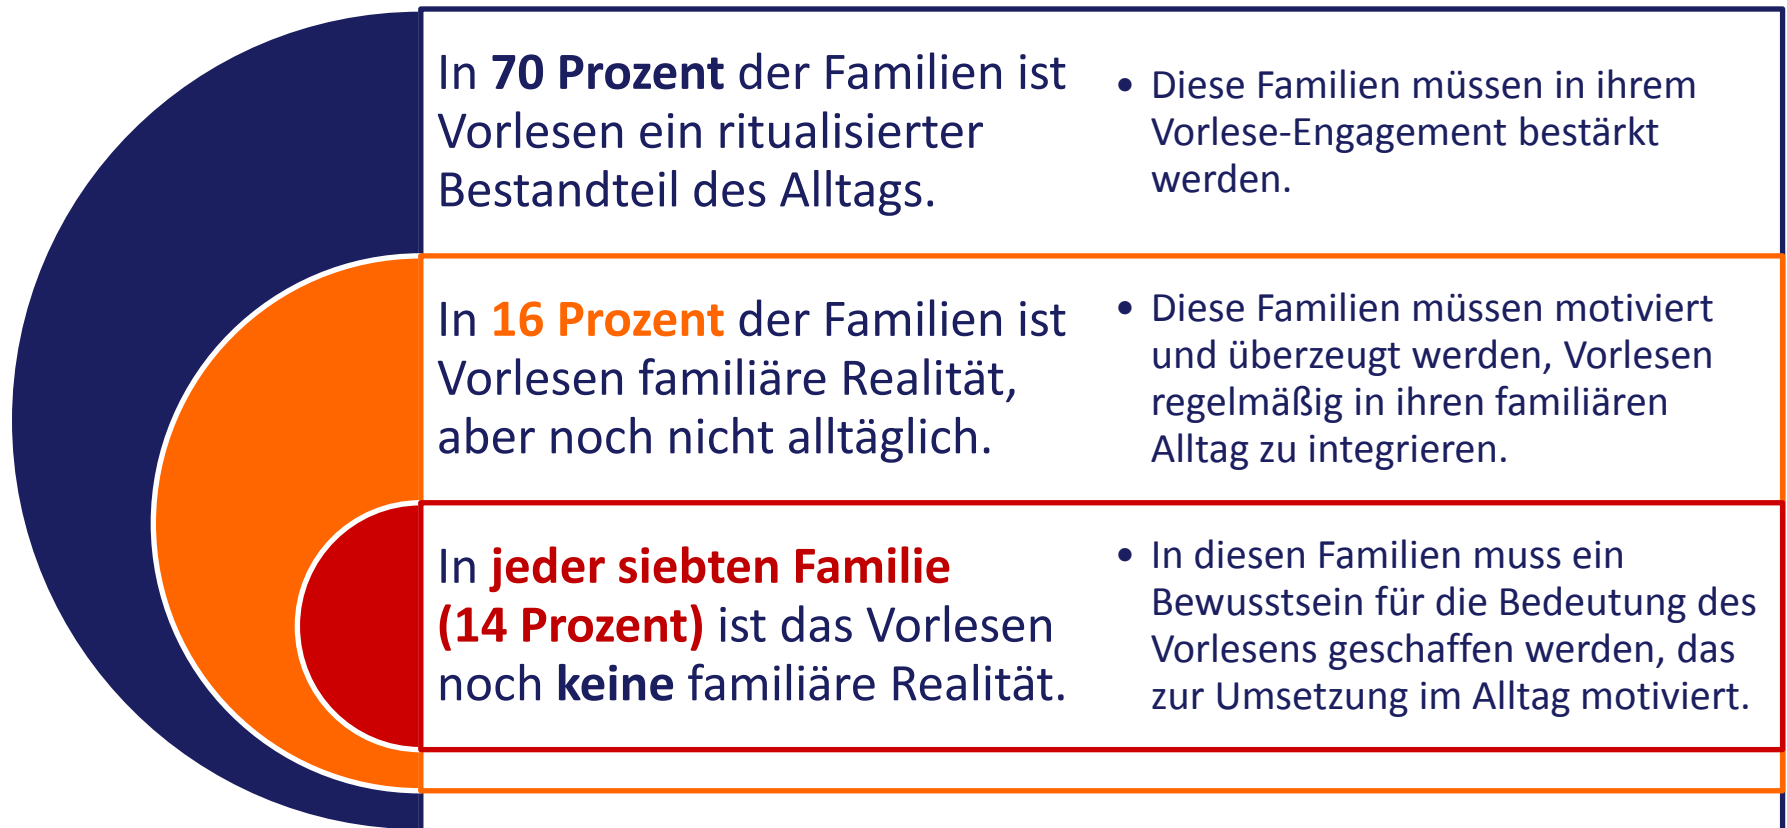 In 70 Prozent der Familien ist
Vorlesen ein ritualisierter
Bestandteil des Alltags.
• Diese Familien müssen in ihrem
Vorlese-Engagement bestärkt
werden.
In 16 Prozent der Familien ist
Vorlesen familiäre Realität,
aber noch nicht alltäglich.
• Diese Familien müssen motiviert
und überzeugt werden, Vorlesen
regelmäßig in ihren familiären
Alltag zu integrieren.
In jeder siebten Familie
(14 Prozent) ist das Vorlesen
noch keine familiäre Realität.
• In diesen Familien muss ein
Bewusstsein für die Bedeutung des
Vorlesens geschaffen werden, das
zur Umsetzung im Alltag motiviert.